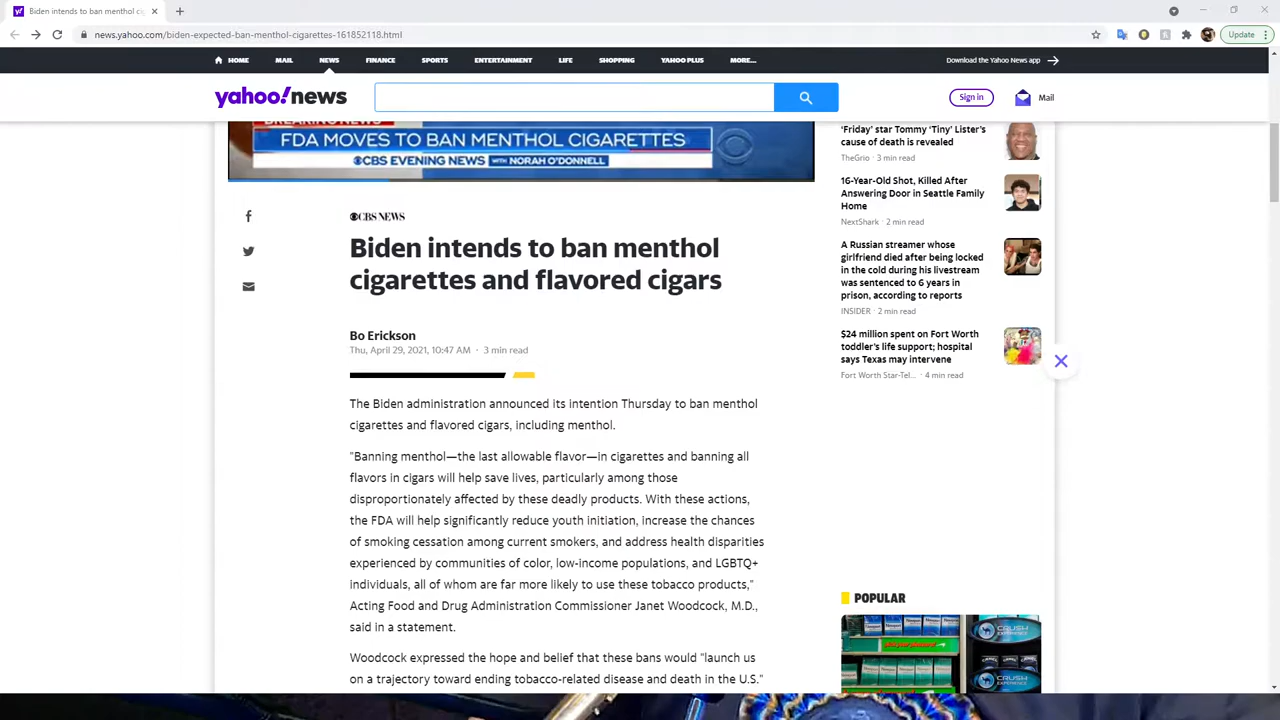 Biden intends to ban menthol cig
news.yahoo.com/biden-expected-ban-menthol-cigarettes-161852118.html
Update
HOME MAIL NEWS FINANCE SPORTS ENTERTAINMENT LIFE SHOPPING YAHOO PLUS MORE...
Download the Yahoo News app
yahoo!news
Sign in
Mail
BREAKING NEWS
FDA MOVES TO BAN MENTHOL CIGARETTES
CBS EVENING NEWS WITH NORAH O'DONNELL
CBS NEWS
Biden intends to ban menthol
cigarettes and flavored cigars
Bo Erickson
Thu, April 29, 2021, 10:47 AM · 3 min read
The Biden administration announced its intention Thursday to ban menthol
cigarettes and flavored cigars, including menthol.
"Banning menthol—the last allowable flavor—in cigarettes and banning all
flavors in cigars will help save lives, particularly among those
disproportionately affected by these deadly products. With these actions,
the FDA will help significantly reduce youth initiation, increase the chances
of smoking cessation among current smokers, and address health disparities
experienced by communities of color, low-income populations, and LGBTQ+
individuals, all of whom are far more likely to use these tobacco products,"
Acting Food and Drug Administration Commissioner Janet Woodcock, M.D.,
said in a statement.
Woodcock expressed the hope and belief that these bans would "launch us
on a trajectory toward ending tobacco-related disease and death in the U.S."
'Friday' star Tommy 'Tiny' Lister's
cause of death is revealed
TheGrio · 3 min read
16-Year-Old Shot, Killed After
Answering Door in Seattle Family
Home
NextShark · 2 min read
A Russian streamer whose
girlfriend died after being locked
in the cold during his livestream
was sentenced to 6 years in
prison, according to reports
INSIDER · 2 min read
$24 million spent on Fort Worth
toddler's life support; hospital
says Texas may intervene
Fort Worth Star-Tel... · 4 min read
POPULAR
CRUSH
EXPERIENCE
CRUSH
EXPERIENCE